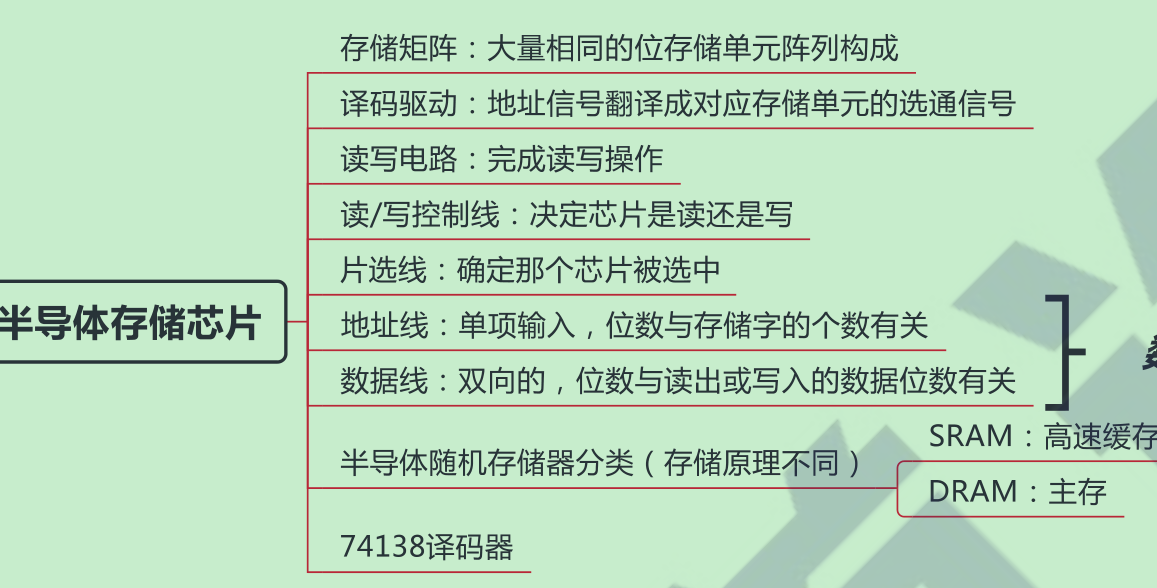 存储矩阵：大量相同的位存储单元阵列构成
译码驱动：地址信号翻译成对应存储单元的选通信号
读写电路：完成读写操作
读/写控制线：决定芯片是读还是写
片选线：确定那个芯片被选中
半导体存储芯片
地址线：单项输入，位数与存储字的个数有关
数据线：双向的，位数与读出或写入的数据位数有关
半导体随机存储器分类（存储原理不同）
SRAM：高速缓存
DRAM：主存
74138译码器